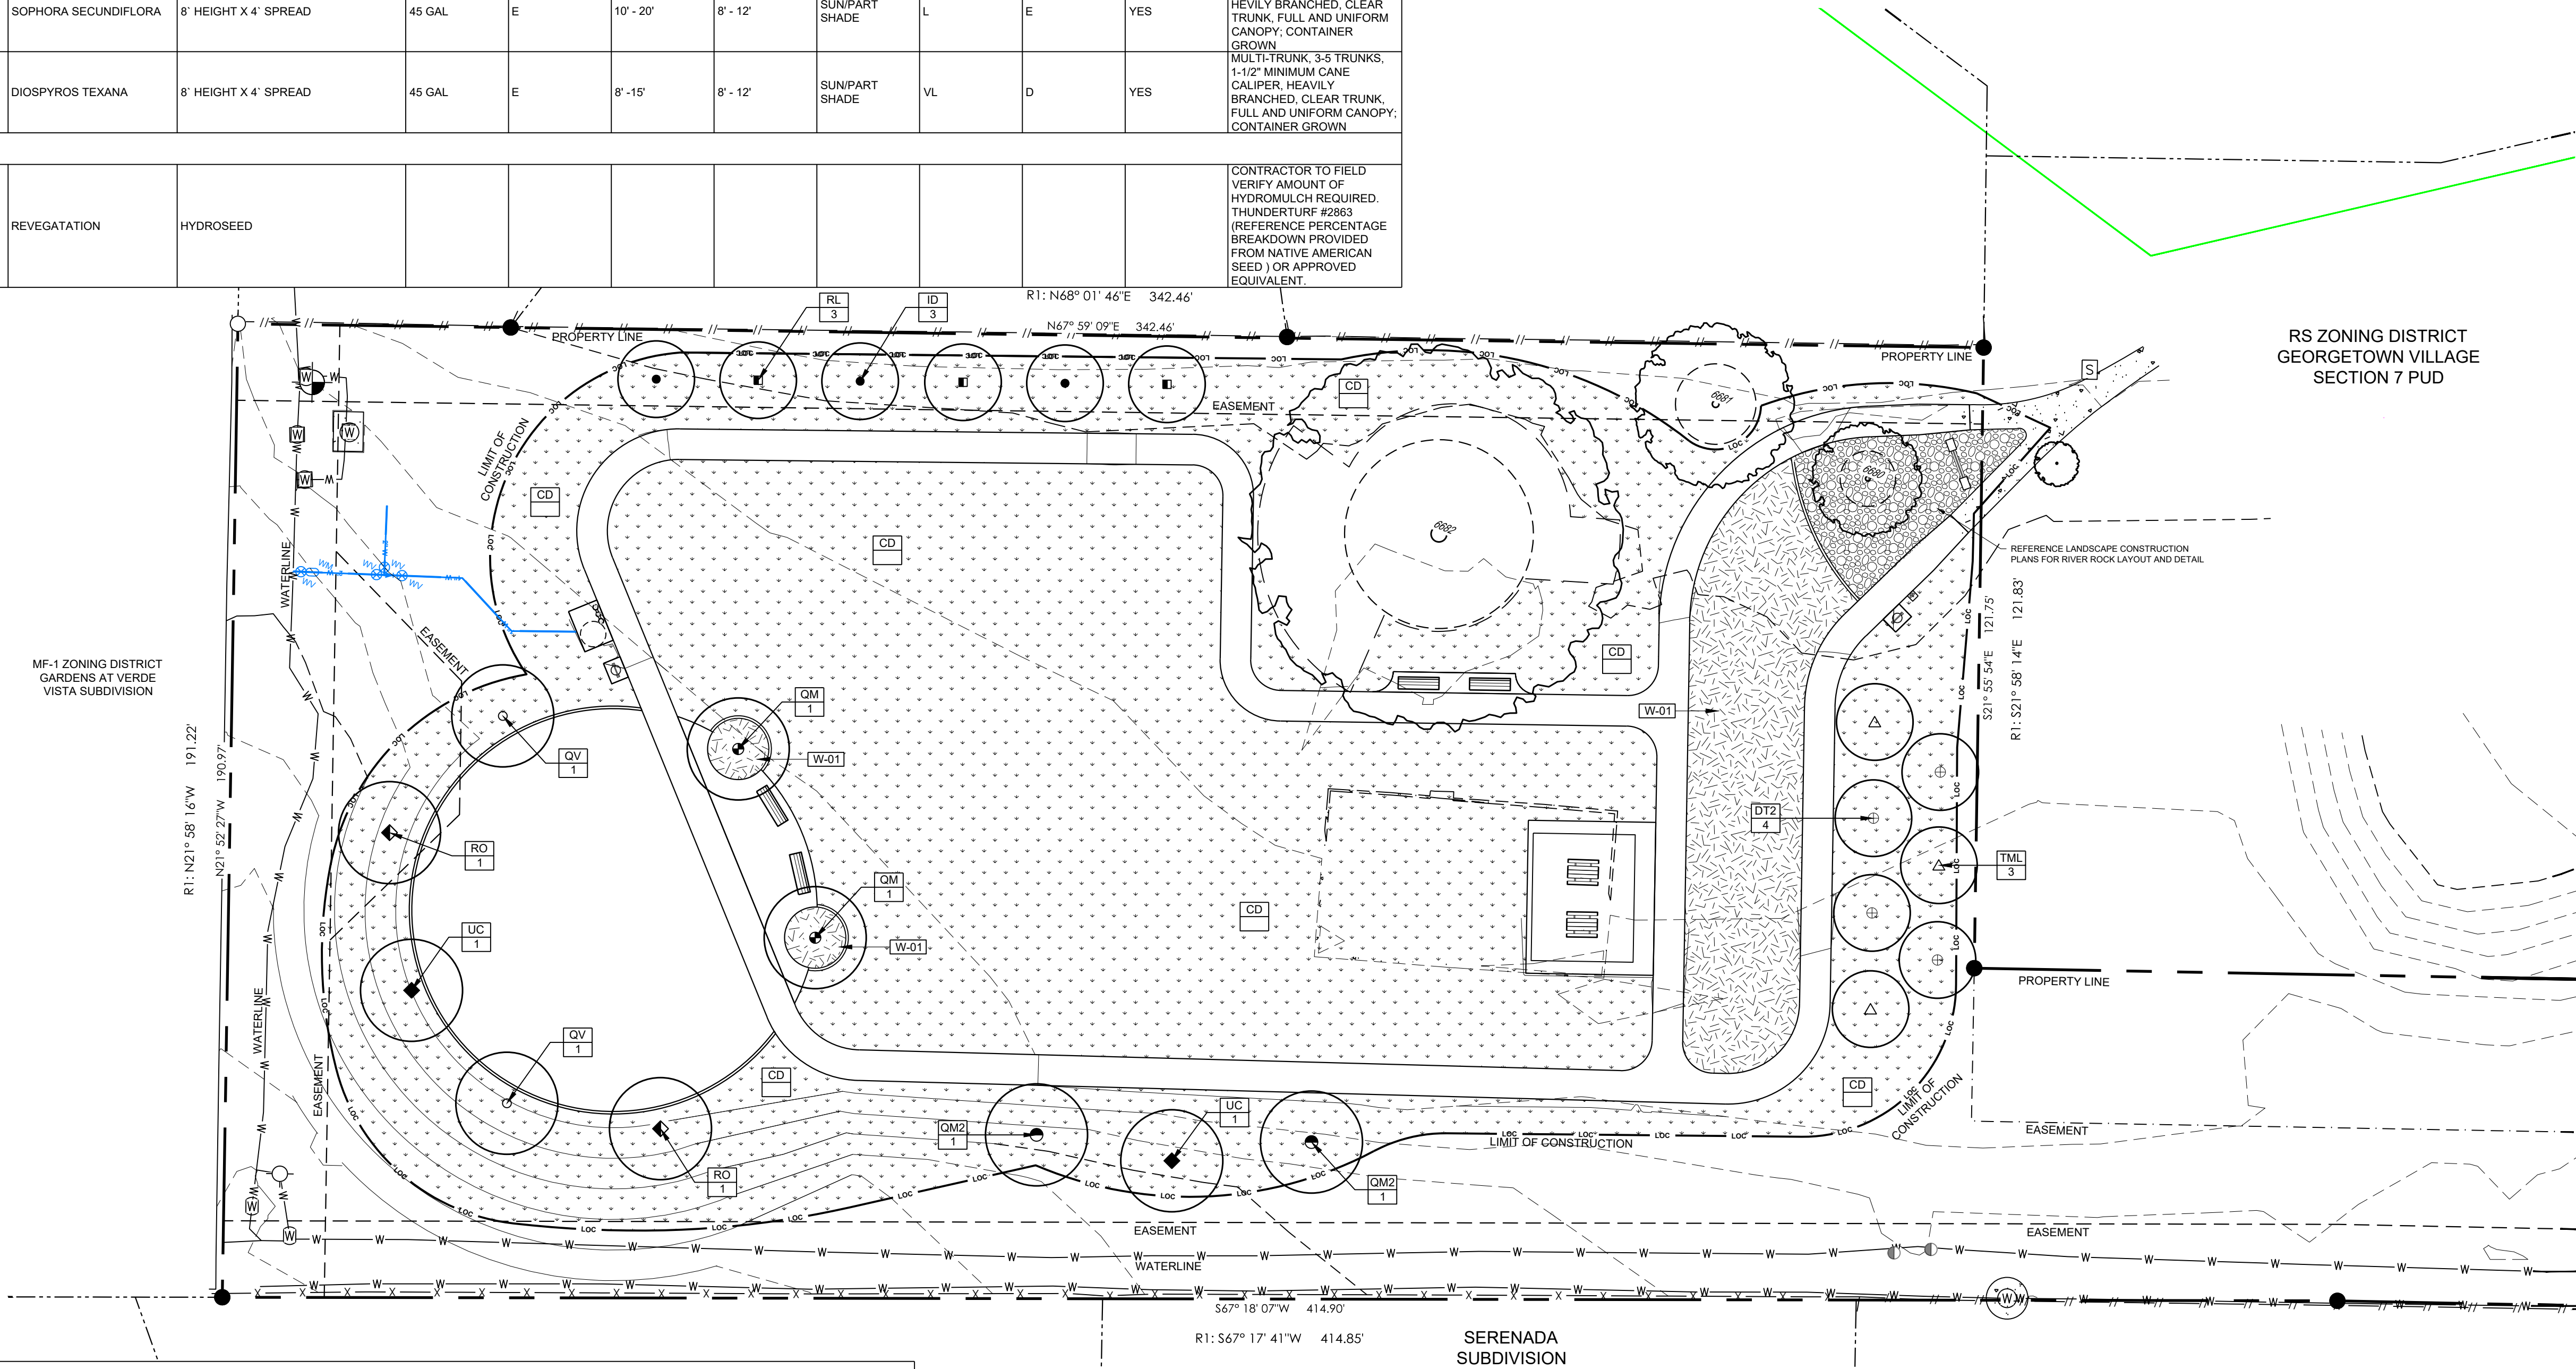 SOPHORA SECUNDIFLORA
8` HEIGHT X 4` SPREAD
45 GAL
E
10' - 20'
8' - 12'
SUN/PART
SHADE
L
E
YES
HEVILY BRANCHED, CLEAR
TRUNK, FULL AND UNIFORM
CANOPY; CONTAINER
GROWN
DIOSPYROS TEXANA
8` HEIGHT X 4` SPREAD
45 GAL
E
8' -15'
8' - 12'
SUN/PART
SHADE
VL
D
YES
MULTI-TRUNK, 3-5 TRUNKS,
1-1/2" MINIMUM CANE
CALIPER, HEAVILY
BRANCHED, CLEAR TRUNK,
FULL AND UNIFORM CANOPY;
CONTAINER GROWN
REVEGATATION
HYDROSEED
CONTRACTOR TO FIELD
VERIFY AMOUNT OF
HYDROMULCH REQUIRED.
THUNDERTURF #2863
(REFERENCE PERCENTAGE
BREAKDOWN PROVIDED
FROM NATIVE AMERICAN
SEED ) OR APPROVED
EQUIVALENT.
RL
3
ID
3
R1: N68° 01' 46"E 342.46'
N67° 59' 09"E 342.46'
PROPERTY LINE
PROPERTY LINE
RS ZONING DISTRICT
GEORGETOWN VILLAGE
SECTION 7 PUD
S
CD
EASEMENT
6681
6680
6682
LIMIT OF
CONSTRUCTION
CD
CD
REFERENCE LANDSCAPE CONSTRUCTION
PLANS FOR RIVER ROCK LAYOUT AND DETAIL
WATERLINE
WM
WV
WV
WV
WV
EASEMENT
MF-1 ZONING DISTRICT
GARDENS AT VERDE
VISTA SUBDIVISION
CD
S21° 55' 54"E 121.75'
R1: S21° 58' 14"E 121.83'
QM
1
W-01
W-01
QV
1
R1: N21° 58' 16"W 191.22'
N21° 52' 27"W 190.97'
DT2
4
RO
1
TML
3
QM
1
CD
W-01
UC
1
PROPERTY LINE
WATERLINE
QV
1
EASEMENT
CD
CD
LIMIT OF
CONSTRUCTION
UC
1
QM2
1
LIMIT OF CONSTRUCTION
EASEMENT
RO
1
QM2
1
EASEMENT
EASEMENT
WATERLINE
S67° 18' 07"W 414.90'
R1: S67° 17' 41"W 414.85'
SERENADA
SUBDIVISION